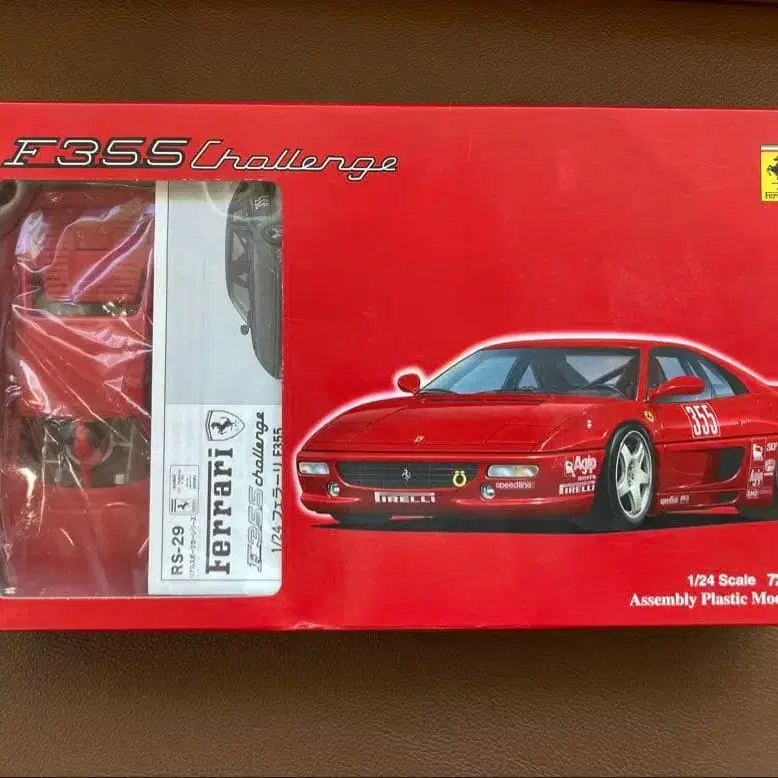 F355 Challenge
RS-29
Ferrari
F355 challenge
1/24 フェラーリ F355
355
Agip
PIRELLI
speedline
PIRELLI
Agip
1/24 Scale
Assembly Plastic